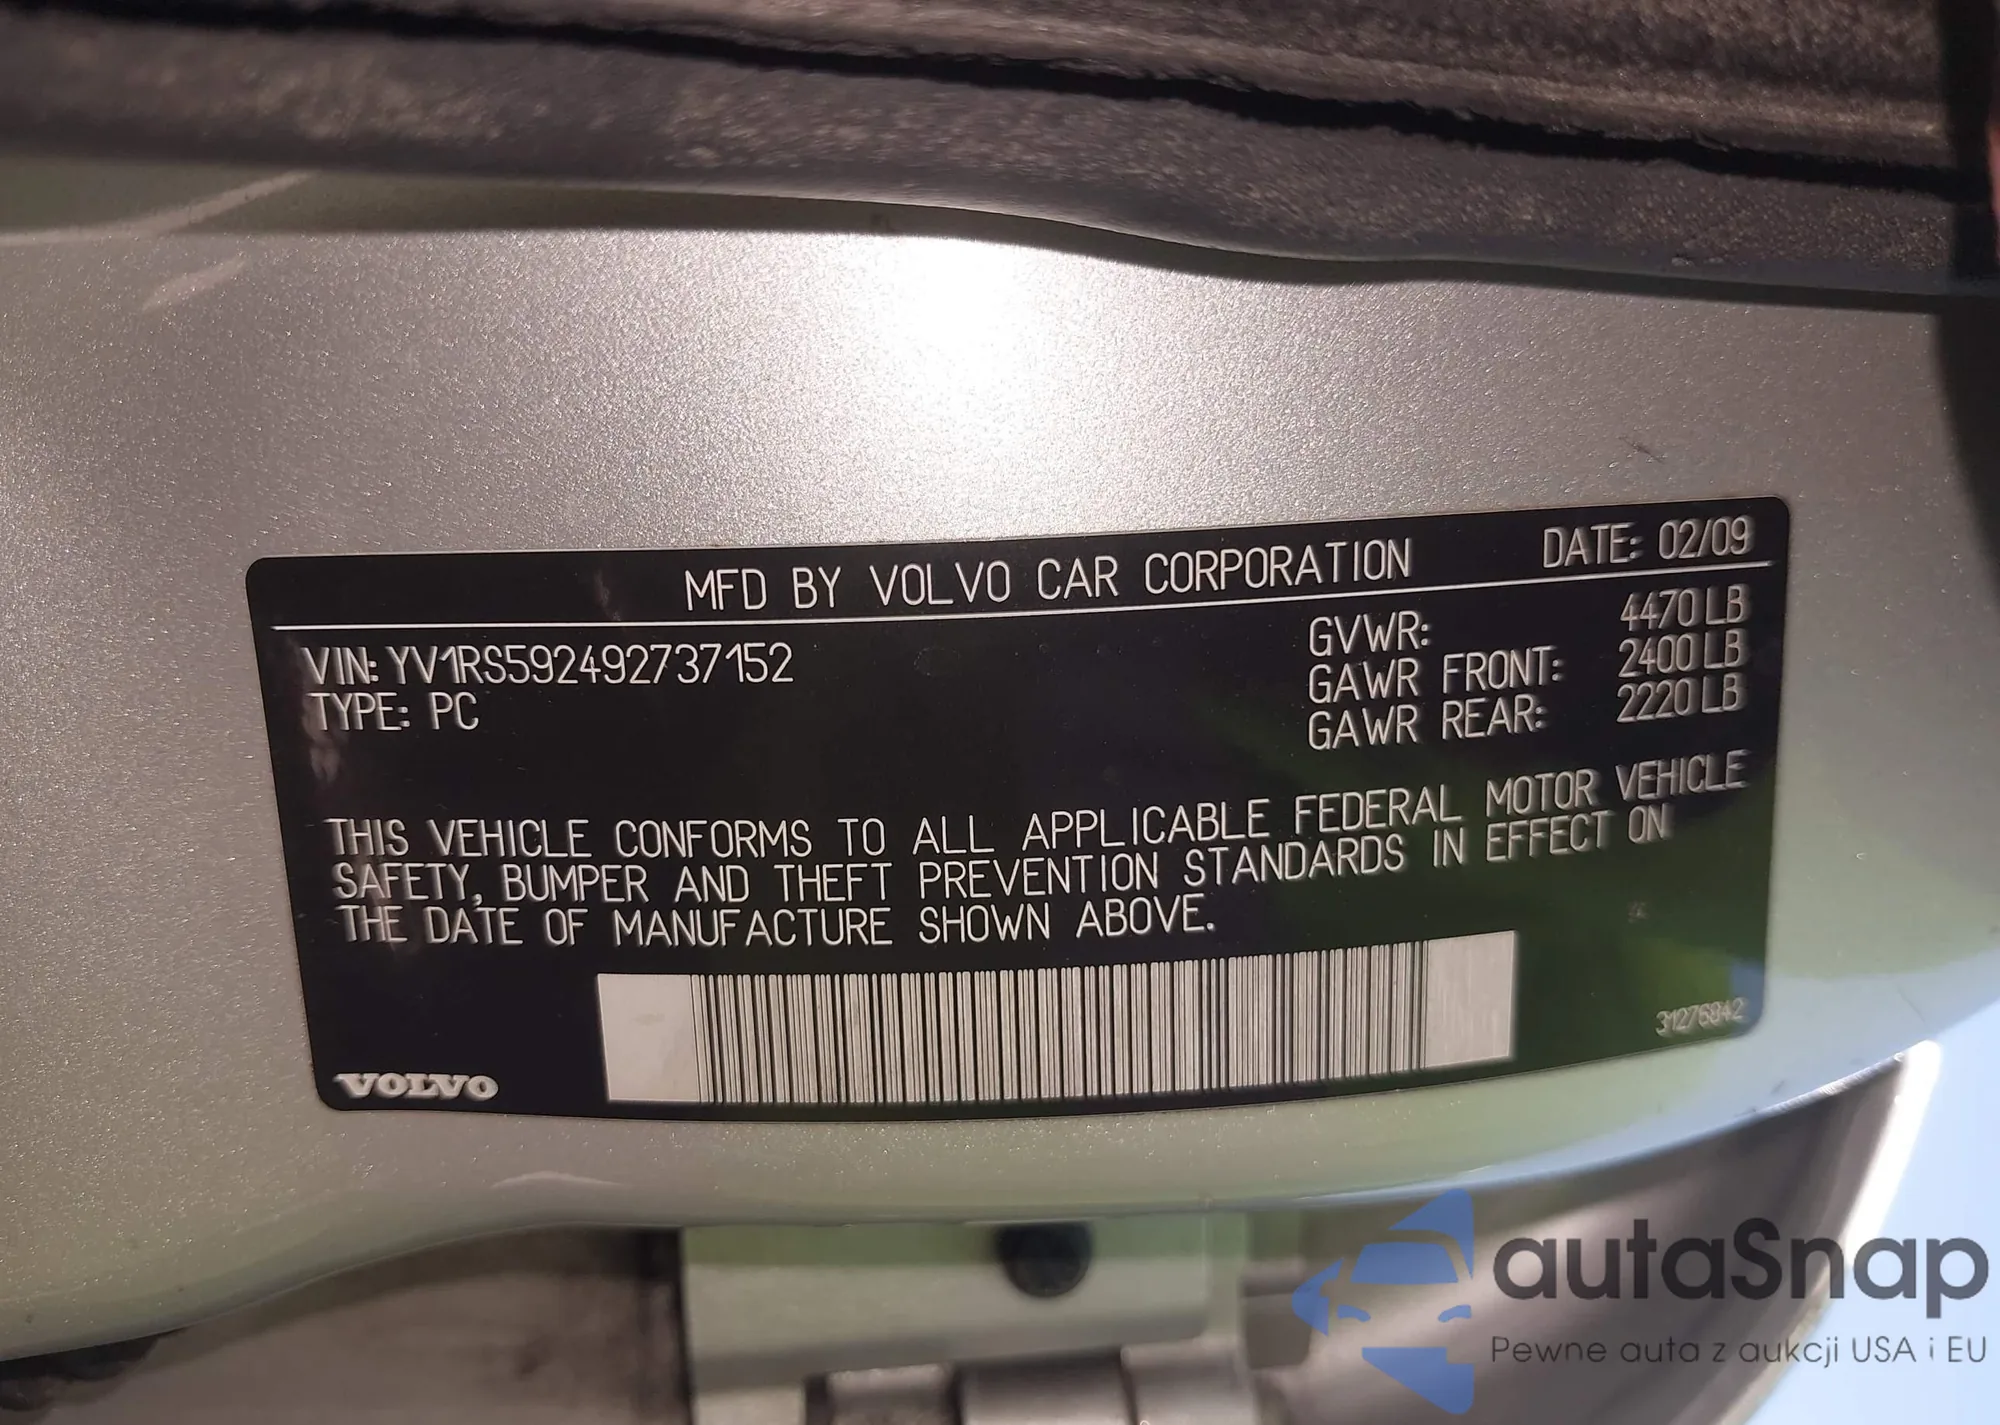 MFD BY VOLVO CAR CORPORATION DATE: 02/09
VIN: YV1RS592492737152
TYPE: PC
GVWR: 4470 LB
GAWR FRONT: 2400 LB
GAWR REAR: 2220 LB
THIS VEHICLE CONFORMS TO ALL APPLICABLE FEDERAL MOTOR VEHICLE
SAFETY, BUMPER AND THEFT PREVENTION STANDARDS IN EFFECT ON
THE DATE OF MANUFACTURE SHOWN ABOVE.
31276842
VOLVO
autaSnap
Pewne auta z aukcji USA i EU